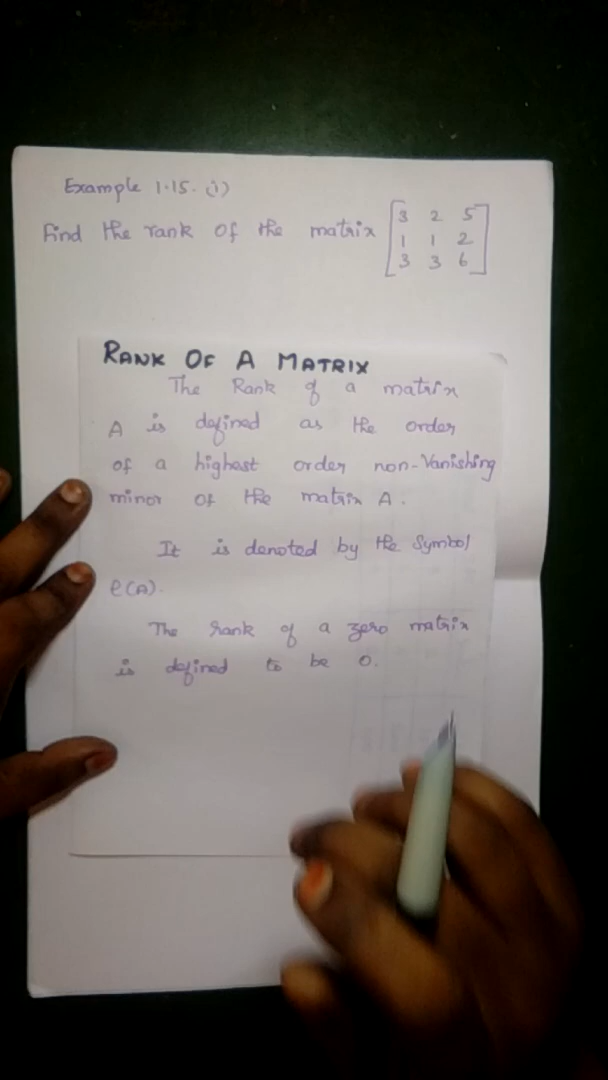 Example 1.15. (i)
Find the rank of the matrix [3 2 5
1 1 2
3 3 6]
RANK OF A MATRIX
The Rank of a matrix
A is defined as the order
of a highest order non-Vanishing
minor of the matrix A.
It is denoted by the Symbol
ρ(A).
The rank of a zero matrix
is defined to be 0.